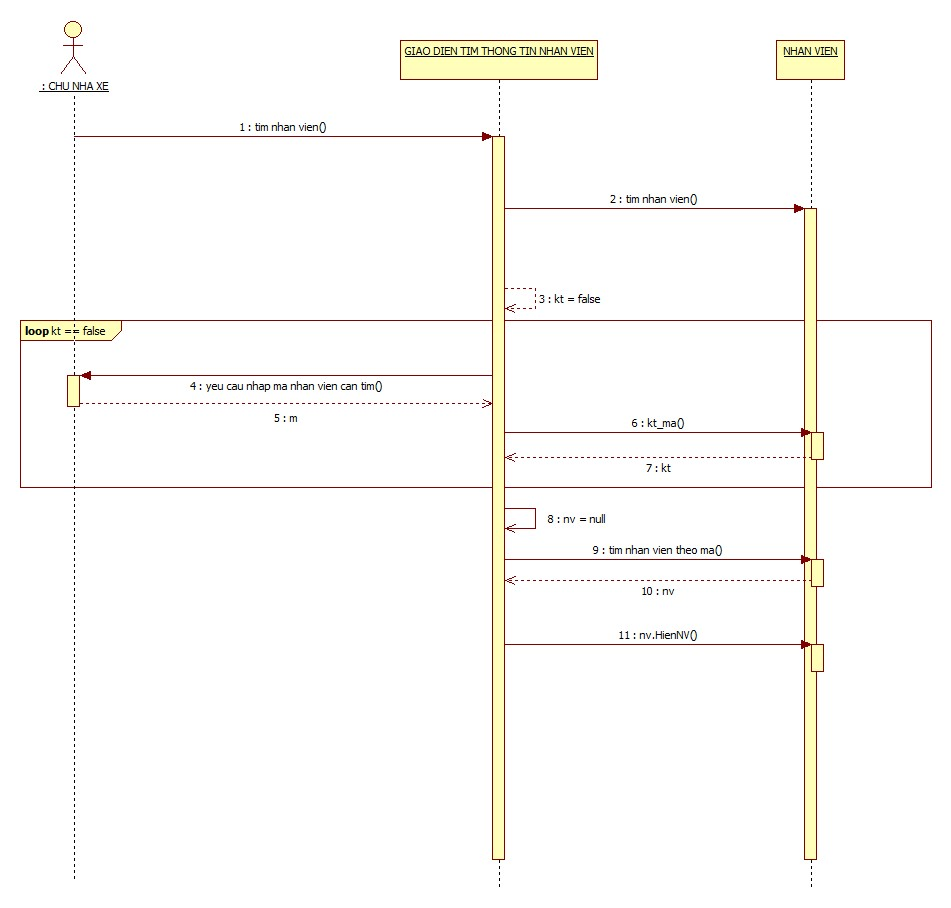 : CHU NHA XE
GIAO DIEN TIM THONG TIN NHAN VIEN
NHAN VIEN
1 : tim nhan vien()
2 : tim nhan vien()
3 : kt = false
loop kt == false
4 : yeu cau nhap ma nhan vien can tim()
5 : m
6 : kt_ma()
7 : kt
8 : nv = null
9 : tim nhan vien theo ma()
10 : nv
11 : nv.HienNV()